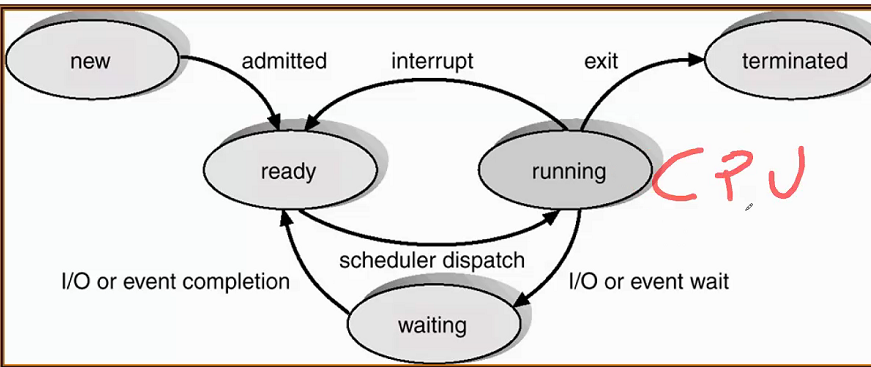 new
admitted
interrupt
exit
terminated
ready
running
CPU
scheduler dispatch
I/O or event completion
I/O or event wait
waiting